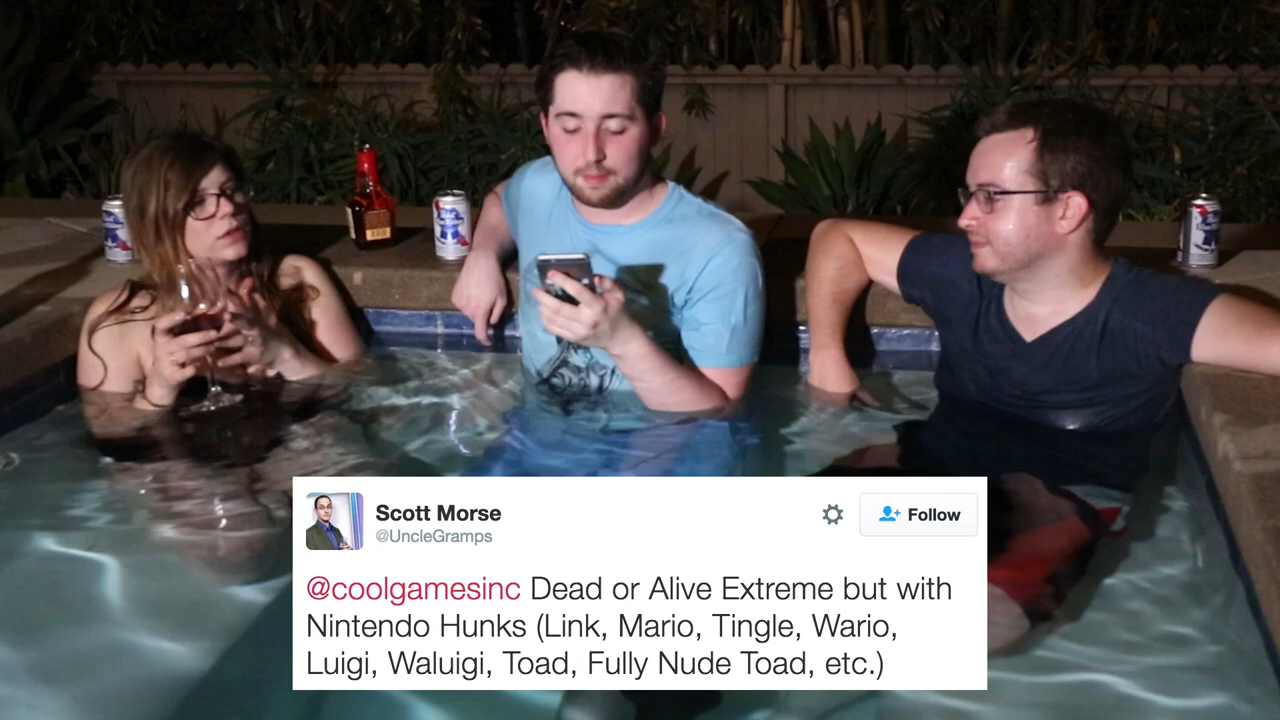 Scott Morse
@UncleGramps
Follow
@coolgamesinc Dead or Alive Extreme but with
Nintendo Hunks (Link, Mario, Tingle, Wario,
Luigi, Waluigi, Toad, Fully Nude Toad, etc.)